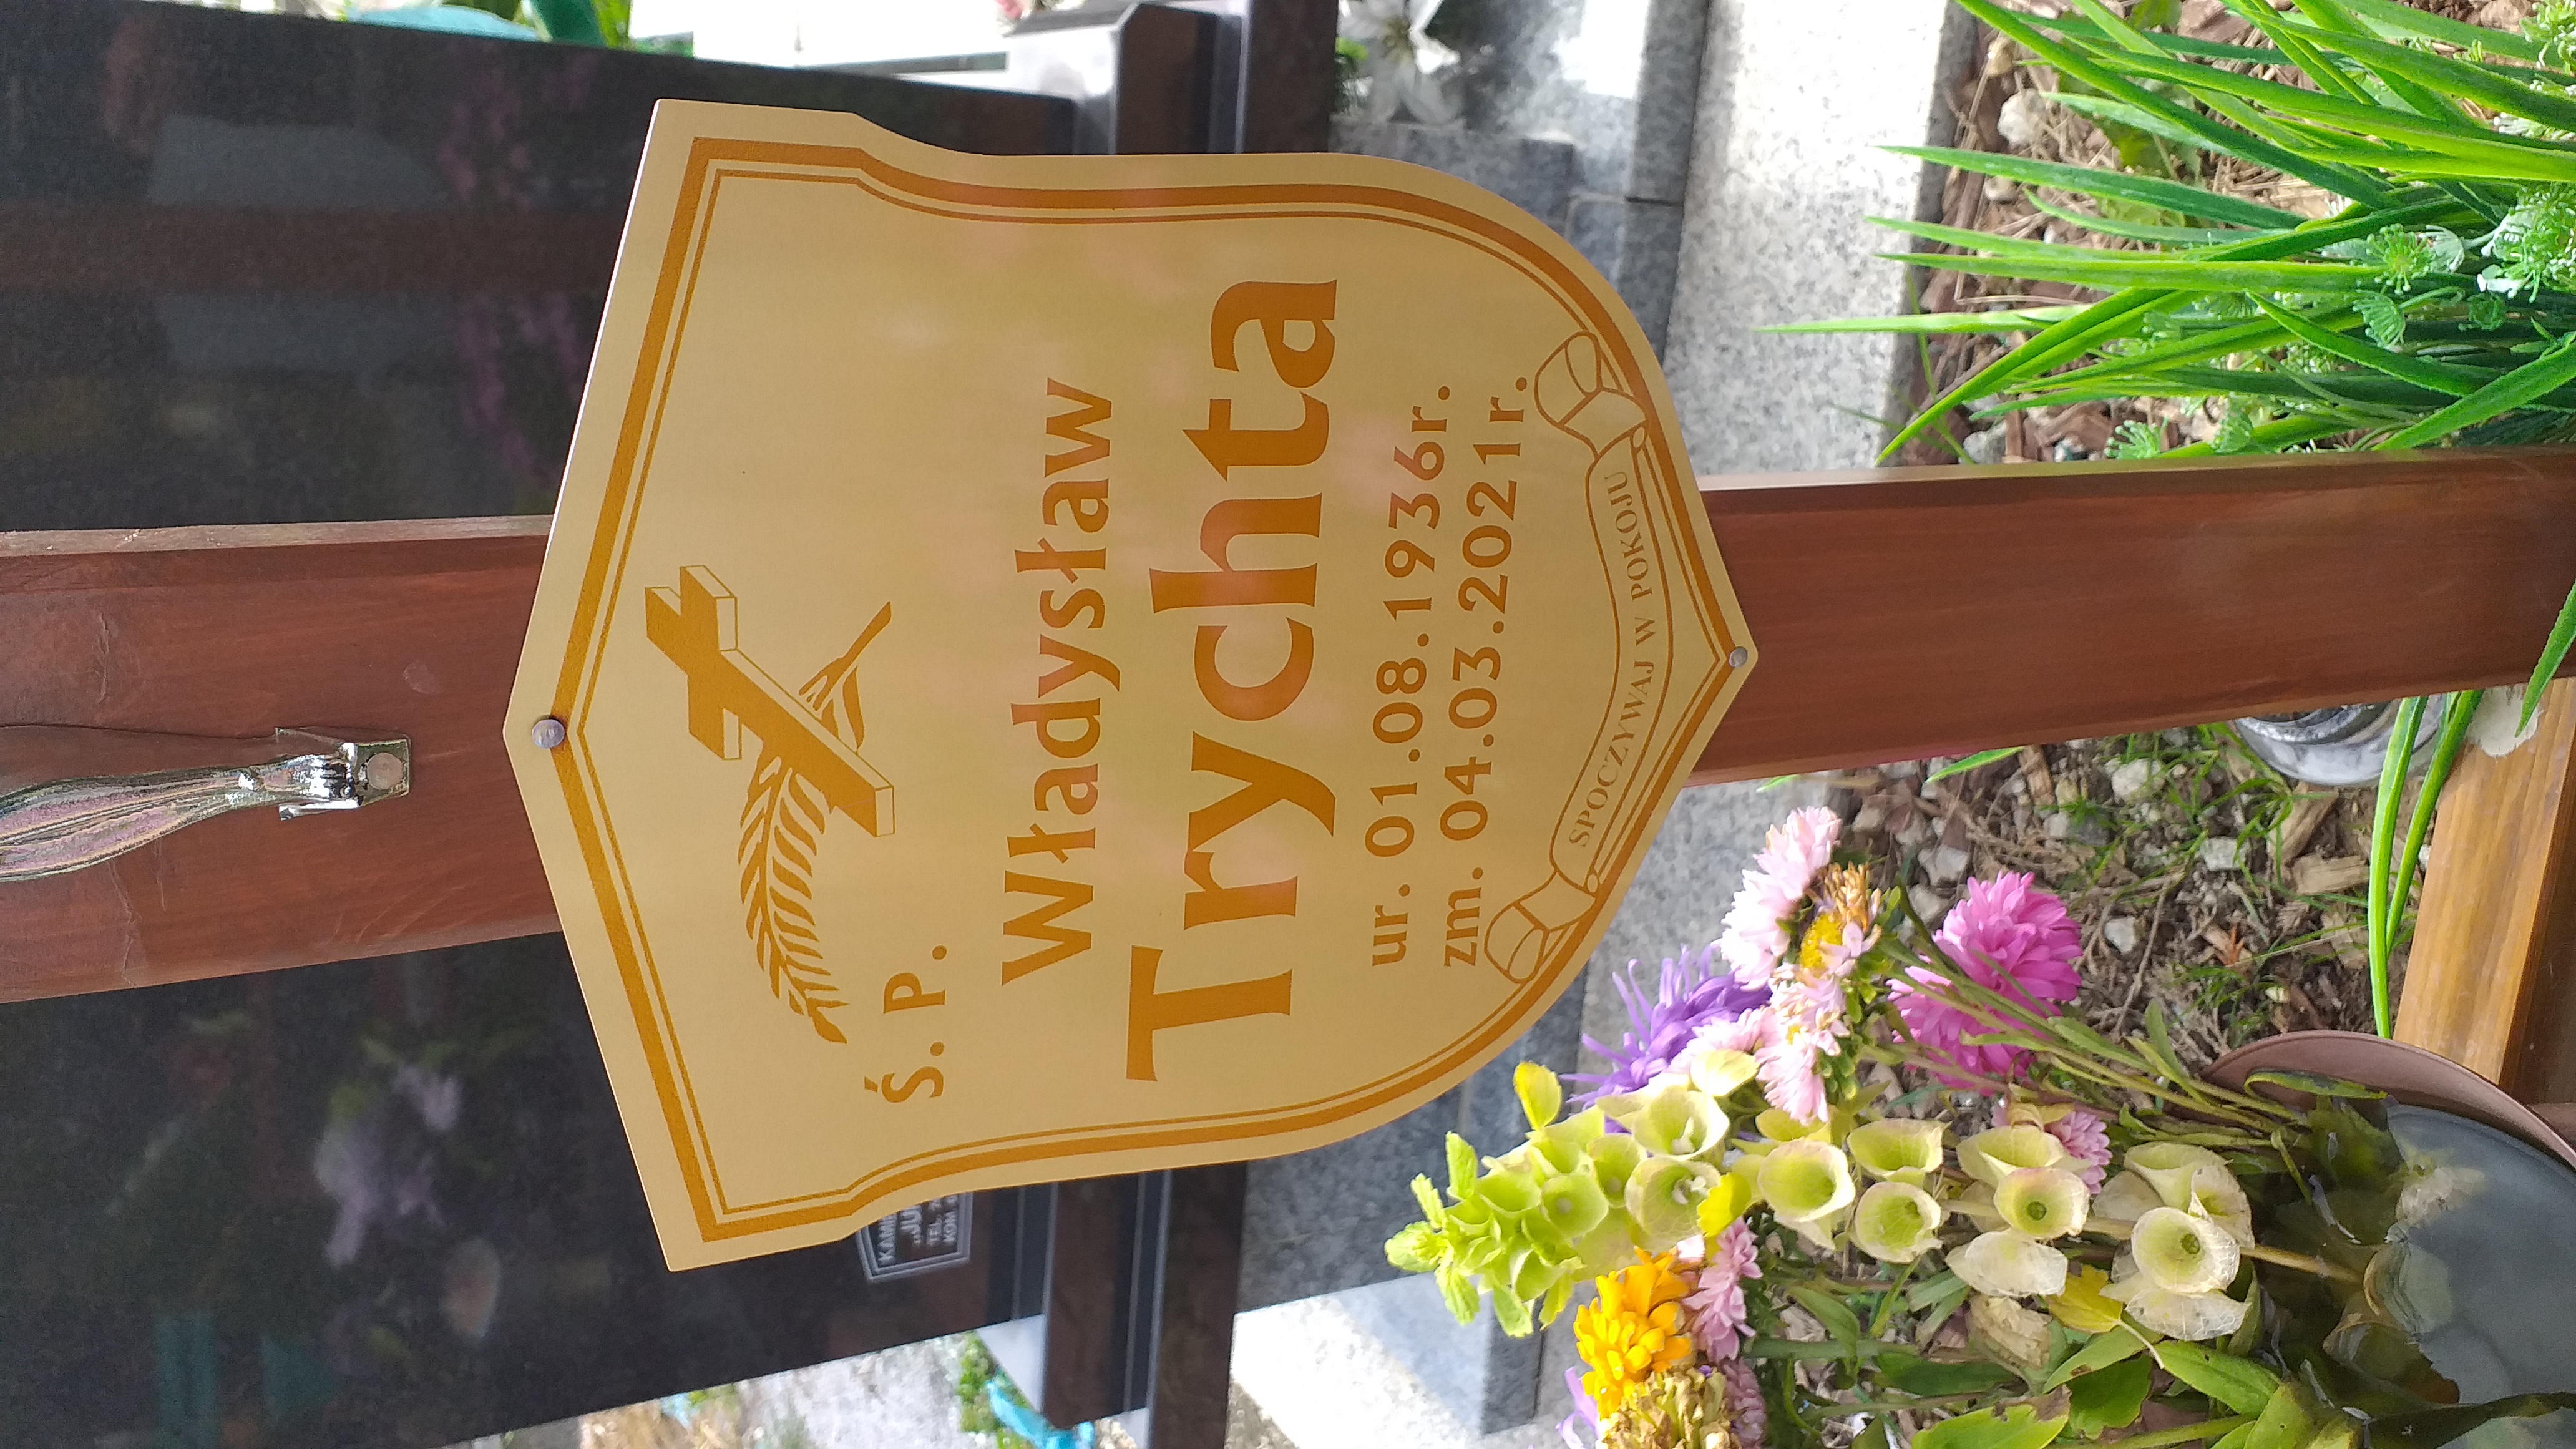 Ś. P.
Władysław
Trychta
ur. 01.08.1936r.
zm. 04.03.2021r.
SPOCZYWAJ W POKOJU